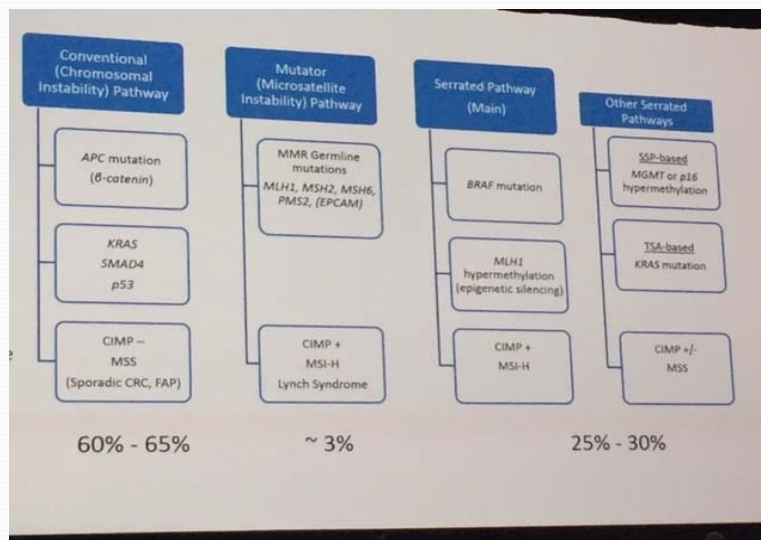 Conventional
(Chromosomal
Instability) Pathway
APC mutation
(β-catenin)
KRAS
SMAD4
p53
CIMP –
MSS
(Sporadic CRC, FAP)
60% - 65%
Mutator
(Microsatellite
Instability) Pathway
MMR Germline
mutations
MLH1, MSH2, MSH6,
PMS2, (EPCAM)
CIMP +
MSI-H
Lynch Syndrome
~ 3%
Serrated Pathway
(Main)
BRAF mutation
MLH1
hypermethylation
(epigenetic silencing)
CIMP +
MSI-H
Other Serrated
Pathways
SSP-based
MGMT or p16
hypermethylation
TSA-based
KRAS mutation
CIMP +/-
MSS
25% - 30%